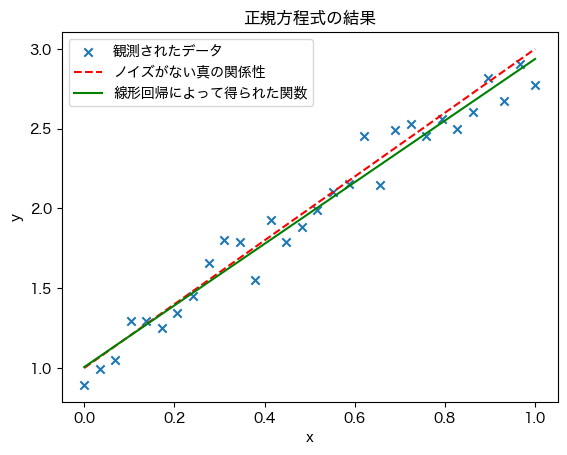 正規方程式の結果
3.0
2.5
2.0
1.5
1.0
y
観測されたデータ
ノイズがない真の関係性
線形回帰によって得られた関数
0.0 0.2 0.4 0.6 0.8 1.0
x